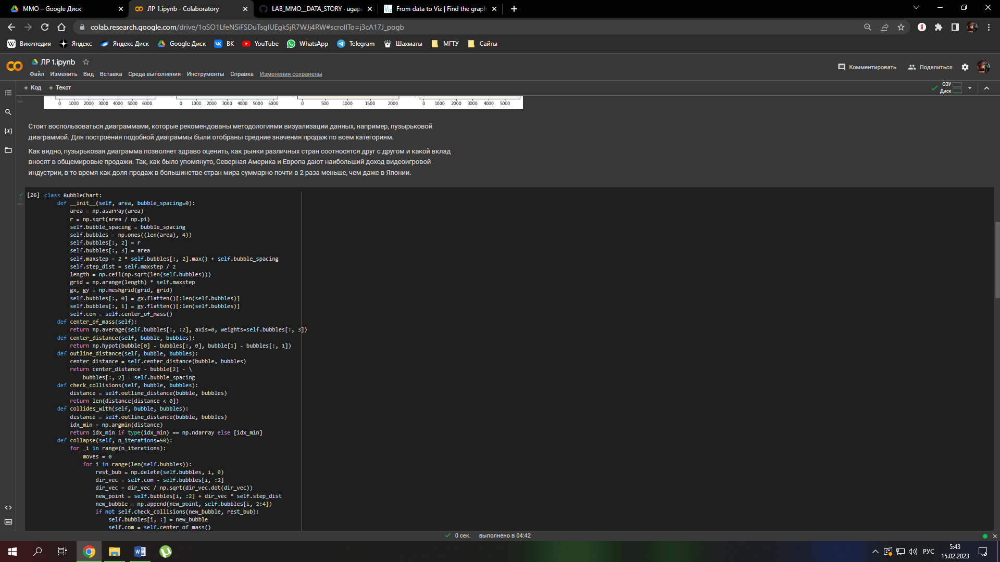 ММО – Google Диск
ЛР 1.ipynb - Colaboratory
LAB_MMO__DATA_STORY · ugapa
From data to Viz | Find the graph
colab.research.google.com/drive/1oSO1LfeNSiFSDuTsgIUEgk5jR7WJj4RW#scrollTo=j3cA17J_pogb
Википедия Яндекс Яндекс Диск Google Диск ВК YouTube WhatsApp Telegram Шахматы МГТУ Сайты
ЛР 1.ipynb
Файл Изменить Вид Вставка Среда выполнения Инструменты Справка Изменения сохранены
Комментировать Поделиться
+ Код + Текст
ОЗУ
Диск
0 1000 2000 3000 4000 5000 6000 0 1000 2000 3000 4000 5000 6000 0 500 1000 1500 2000 0 1000 2000 3000 4000 5000
Стоит воспользоваться диаграммами, которые рекомендованы методологиями визуализации данных, например, пузырьковой
диаграммой. Для построения подобной диаграммы были отобраны средние значения продаж по всем категориям.
Как видно, пузырьковая диаграмма позволяет здраво оценить, как рынки различных стран соотносятся друг с другом и какой вклад
вносят в общемировые продажи. Так, как было упомянуто, Северная Америка и Европа дают наибольший доход видеоигровой
индустрии, в то время как доля продаж в большинстве стран мира суммарно почти в 2 раза меньше, чем даже в Японии.
[26] class BubbleChart:
def __init__(self, area, bubble_spacing=0):
area = np.asarray(area)
r = np.sqrt(area / np.pi)
self.bubble_spacing = bubble_spacing
self.bubbles = np.ones((len(area), 4))
self.bubbles[:, 2] = r
self.bubbles[:, 3] = area
self.maxstep = 2 * self.bubbles[:, 2].max() + self.bubble_spacing
self.step_dist = self.maxstep / 2
length = np.ceil(np.sqrt(len(self.bubbles)))
grid = np.arange(length) * self.maxstep
gx, gy = np.meshgrid(grid, grid)
self.bubbles[:, 0] = gx.flatten()[:len(self.bubbles)]
self.bubbles[:, 1] = gy.flatten()[:len(self.bubbles)]
self.com = self.center_of_mass()
def center_of_mass(self):
return np.average(self.bubbles[:, :2], axis=0, weights=self.bubbles[:, 3])
def center_distance(self, bubble, bubbles):
return np.hypot(bubble[0] - bubbles[:, 0], bubble[1] - bubbles[:, 1])
def outline_distance(self, bubble, bubbles):
center_distance = self.center_distance(bubble, bubbles)
return center_distance - bubble[2] - \
bubbles[:, 2] - self.bubble_spacing
def check_collisions(self, bubble, bubbles):
distance = self.outline_distance(bubble, bubbles)
return len(distance[distance < 0])
def collides_with(self, bubble, bubbles):
distance = self.outline_distance(bubble, bubbles)
idx_min = np.argmin(distance)
return idx_min if type(idx_min) == np.ndarray else [idx_min]
def collapse(self, n_iterations=50):
for _i in range(n_iterations):
moves = 0
for i in range(len(self.bubbles)):
rest_bub = np.delete(self.bubbles, i, 0)
dir_vec = self.com - self.bubbles[i, :2]
dir_vec = dir_vec / np.sqrt(dir_vec.dot(dir_vec))
new_point = self.bubbles[i, :2] + dir_vec * self.step_dist
new_bubble = np.append(new_point, self.bubbles[i, 2:4])
if not self.check_collisions(new_bubble, rest_bub):
self.bubbles[i, :] = new_bubble
self.com = self.center_of_mass()
0 сек. выполнено в 04:42
РУС
5:43
15.02.2023